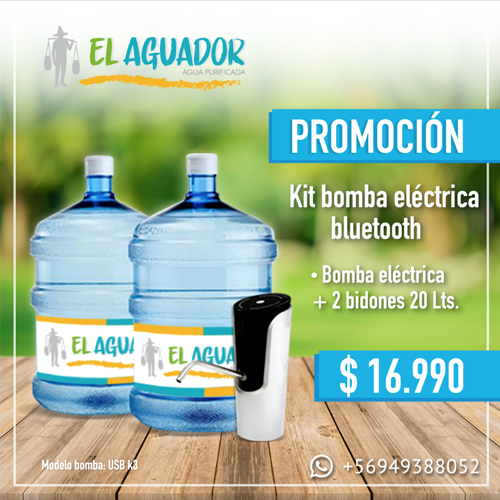 EL AGUADOR
AGUA PURIFICADA
PROMOCIÓN
Kit bomba eléctrica
bluetooth
• Bomba eléctrica
+ 2 bidones 20 Lts.
EL AGUA
EL AGUADOR
$ 16.990
Modelo bomba: USB k3
+56949388052